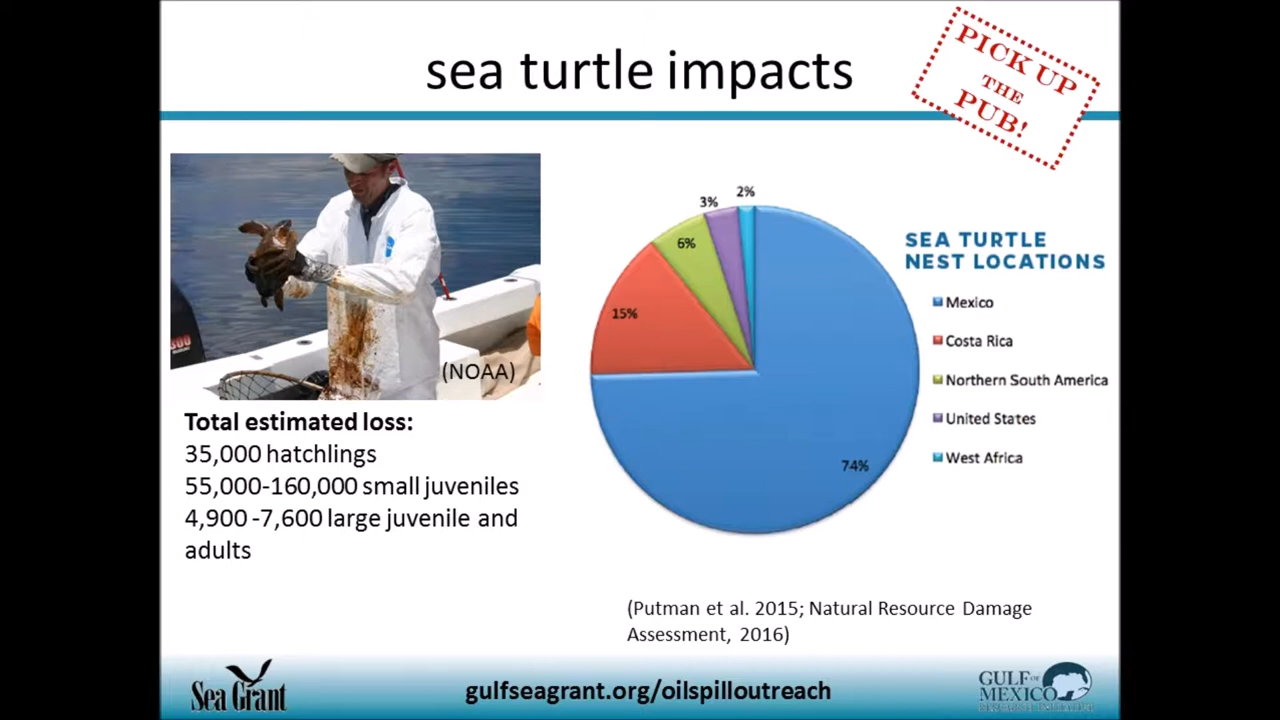 sea turtle impacts
PICK UP
THE
PUB!
(NOAA)
Total estimated loss:
35,000 hatchlings
55,000-160,000 small juveniles
4,900 -7,600 large juvenile and
adults
2%
3%
6%
15%
74%
SEA TURTLE
NEST LOCATIONS
Mexico
Costa Rica
Northern South America
United States
West Africa
(Putman et al. 2015; Natural Resource Damage
Assessment, 2016)
Sea Grant
gulfseagrant.org/oilspilloutreach
GULF OF
MEXICO
RESEARCH INITIATIVE